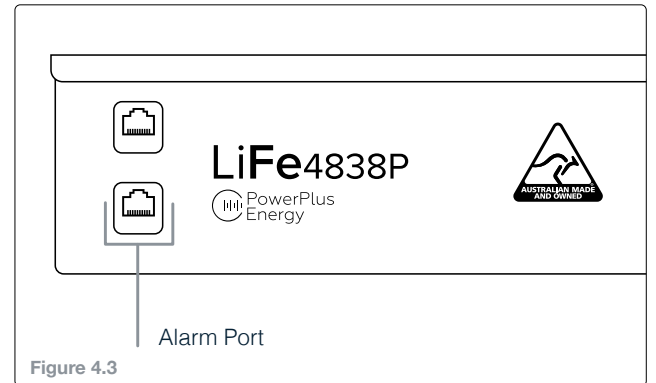 LiFe4838P
PowerPlus
Energy
AUSTRALIAN MADE
AND OWNED
Alarm Port
Figure 4.3